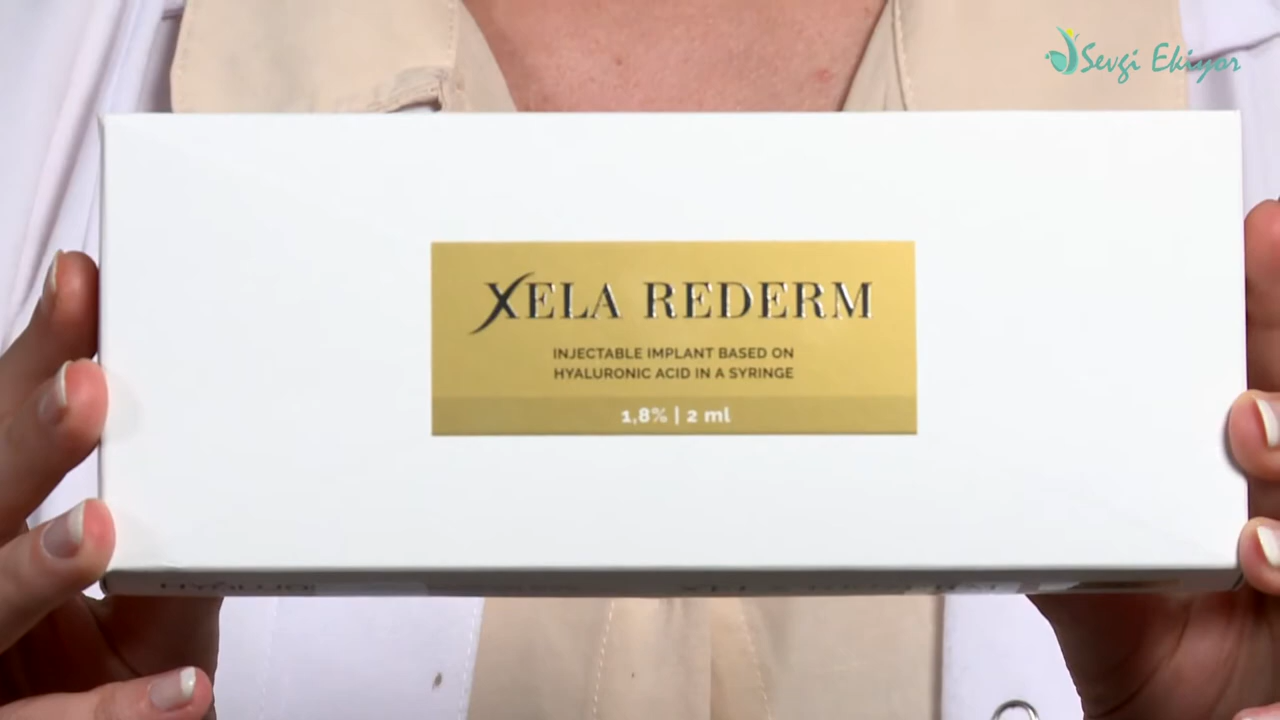 Sevgi Ekiyor
XELA REDERM
INJECTABLE IMPLANT BASED ON
HYALURONIC ACID IN A SYRINGE
1,8% | 2 ml